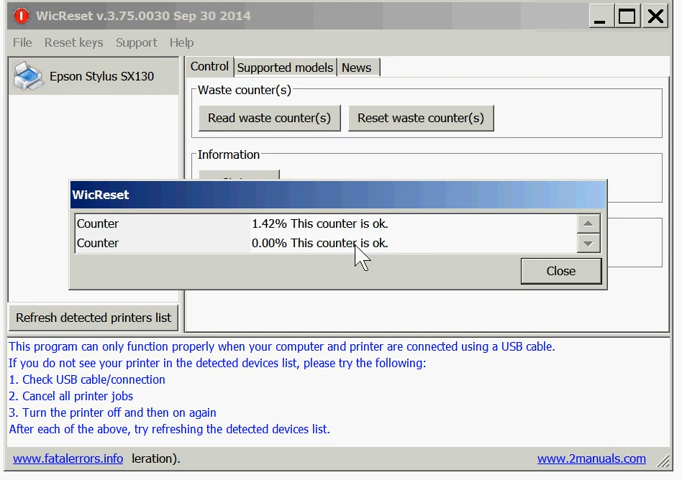 WicReset v.3.75.0030 Sep 30 2014
File Reset keys Support Help
Epson Stylus SX130
Control Supported models News
Waste counter(s)
Read waste counter(s) Reset waste counter(s)
Information
WicReset
Counter 1.42% This counter is ok.
Counter 0.00% This counter is ok.
Close
Refresh detected printers list
This program can only function properly when your computer and printer are connected using a USB cable.
If you do not see your printer in the detected devices list, please try the following:
1. Check USB cable/connection
2. Cancel all printer jobs
3. Turn the printer off and then on again
After each of the above, try refreshing the detected devices list.
www.fatalerrors.info leration). www.2manuals.com